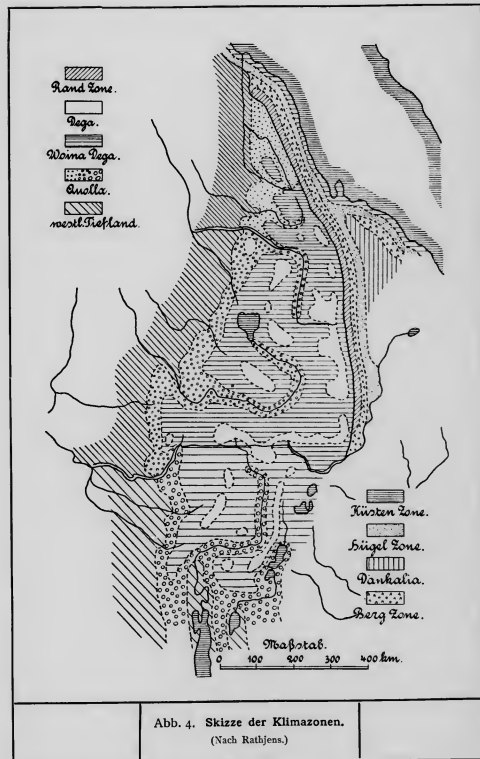 Rand Zone.
Dega.
Woina Dega.
Quolla.
westl. Tiefland.
Küsten Zone.
Hügel Zone.
Dankalia.
Berg Zone.
Maßstab.
0 100 200 300 400 km.
Abb. 4. Skizze der Klimazonen.
(Nach Rathjens.)